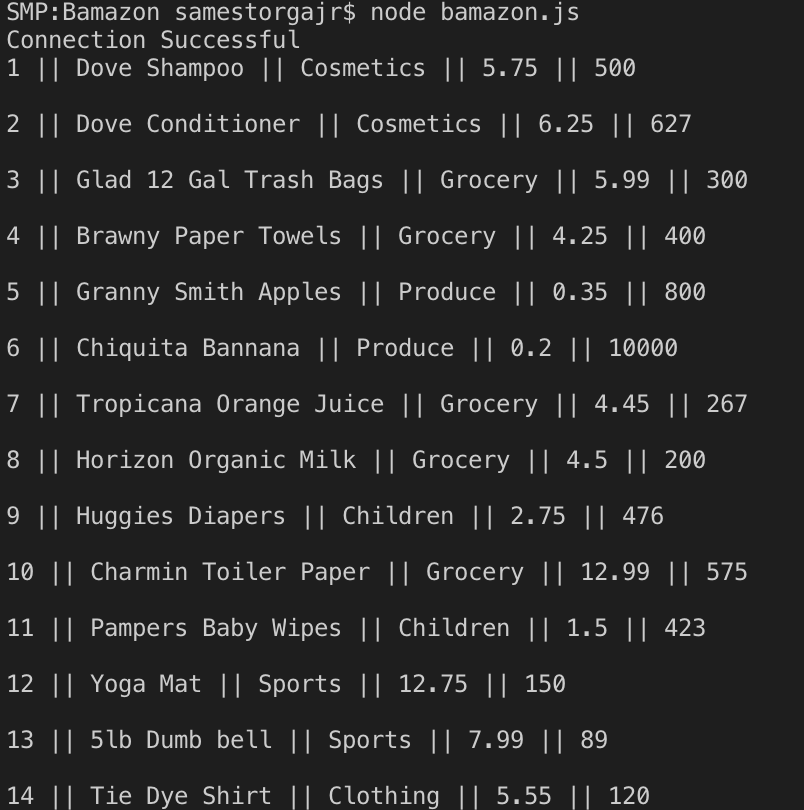 SMP:Bamazon samestorgajr$ node bamazon.js
Connection Successful
1 || Dove Shampoo || Cosmetics || 5.75 || 500
2 || Dove Conditioner || Cosmetics || 6.25 || 627
3 || Glad 12 Gal Trash Bags || Grocery || 5.99 || 300
4 || Brawny Paper Towels || Grocery || 4.25 || 400
5 || Granny Smith Apples || Produce || 0.35 || 800
6 || Chiquita Bannana || Produce || 0.2 || 10000
7 || Tropicana Orange Juice || Grocery || 4.45 || 267
8 || Horizon Organic Milk || Grocery || 4.5 || 200
9 || Huggies Diapers || Children || 2.75 || 476
10 || Charmin Toiler Paper || Grocery || 12.99 || 575
11 || Pampers Baby Wipes || Children || 1.5 || 423
12 || Yoga Mat || Sports || 12.75 || 150
13 || 5lb Dumb bell || Sports || 7.99 || 89
14 || Tie Dye Shirt || Clothing || 5.55 || 120